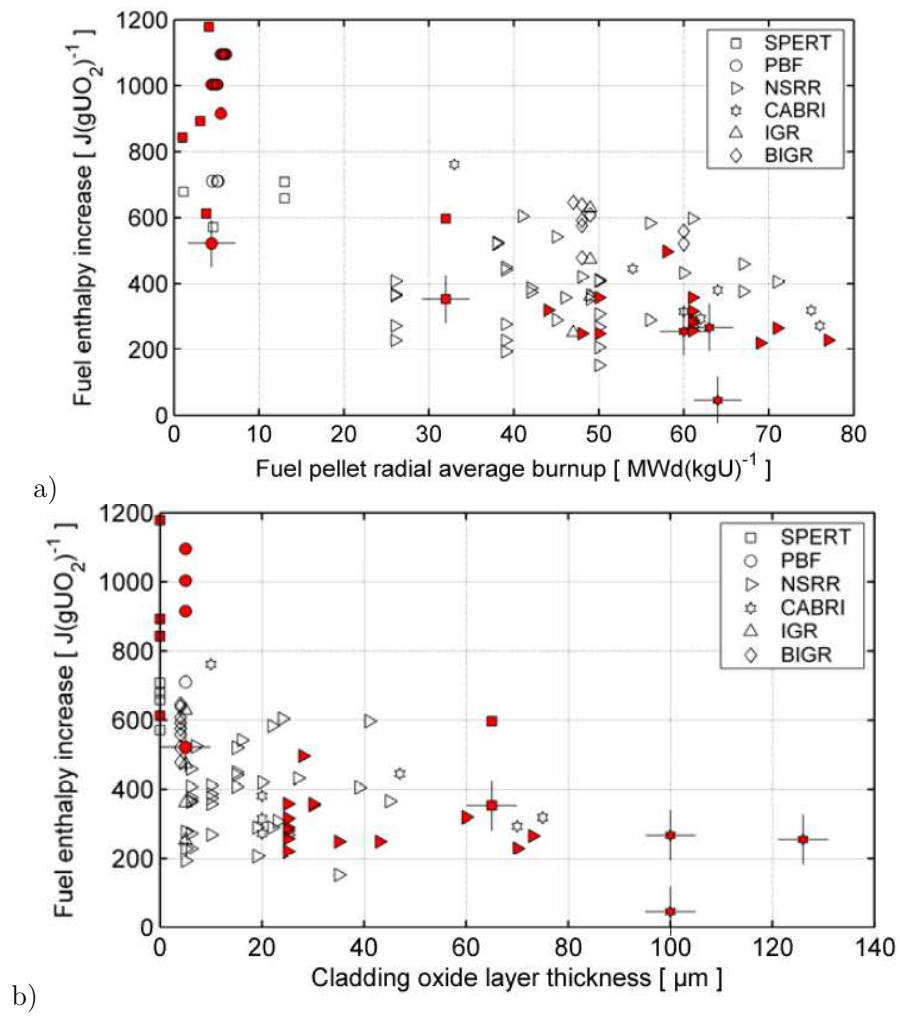 1200
1000
800
600
400
200
0
Fuel enthalpy increase [ J(gUO2)-1 ]
SPERT
PBF
NSRR
CABRI
IGR
BIGR
0 10 20 30 40 50 60 70 80
Fuel pellet radial average burnup [ MWd(kgU)-1 ]
a)
1200
1000
800
600
400
200
0
Fuel enthalpy increase [ J(gUO2)-1 ]
SPERT
PBF
NSRR
CABRI
IGR
BIGR
0 20 40 60 80 100 120 140
Cladding oxide layer thickness [ μm ]
b)